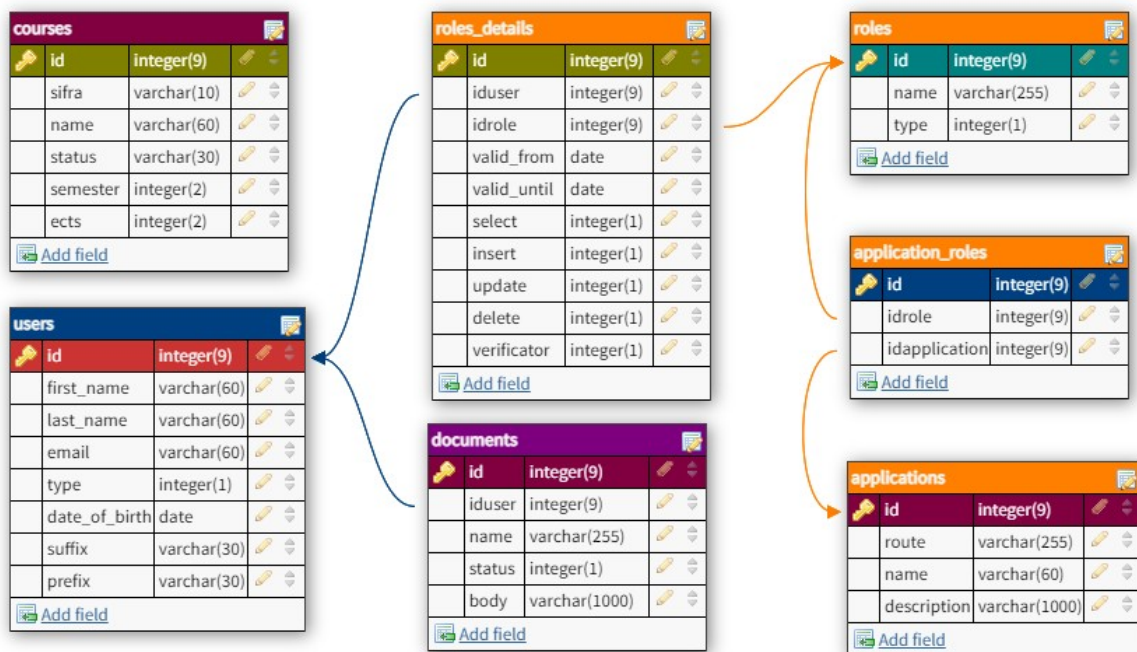 courses
id integer(9)
sifra varchar(10)
name varchar(60)
status varchar(30)
semester integer(2)
ects integer(2)
Add field
users
id integer(9)
first_name varchar(60)
last_name varchar(60)
email varchar(60)
type integer(1)
date_of_birth date
suffix varchar(30)
prefix varchar(30)
Add field
roles_details
id integer(9)
iduser integer(9)
idrole integer(9)
valid_from date
valid_until date
select integer(1)
insert integer(1)
update integer(1)
delete integer(1)
verificator integer(1)
Add field
documents
id integer(9)
iduser integer(9)
name varchar(255)
status integer(1)
body varchar(1000)
Add field
roles
id integer(9)
name varchar(255)
type integer(1)
Add field
application_roles
id integer(9)
idrole integer(9)
idapplication integer(9)
Add field
applications
id integer(9)
route varchar(255)
name varchar(60)
description varchar(1000)
Add field